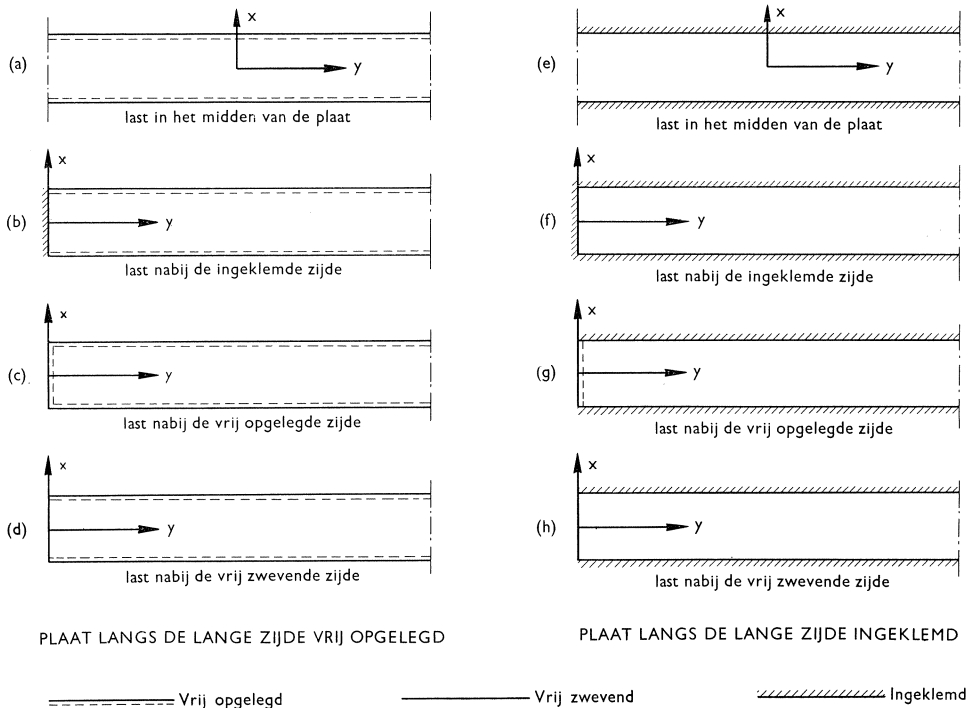 (a)
x
y
last in het midden van de plaat
(b)
x
y
last nabij de ingeklemde zijde
(c)
x
y
last nabij de vrij opgelegde zijde
(d)
x
y
last nabij de vrij zwevende zijde
PLAAT LANGS DE LANGE ZIJDE VRIJ OPGELEGD
(e)
x
y
last in het midden van de plaat
(f)
x
y
last nabij de ingeklemde zijde
(g)
x
y
last nabij de vrij opgelegde zijde
(h)
x
y
last nabij de vrij zwevende zijde
PLAAT LANGS DE LANGE ZIJDE INGEKLEMD
Vrij opgelegd
Vrij zwevend
Ingeklemd